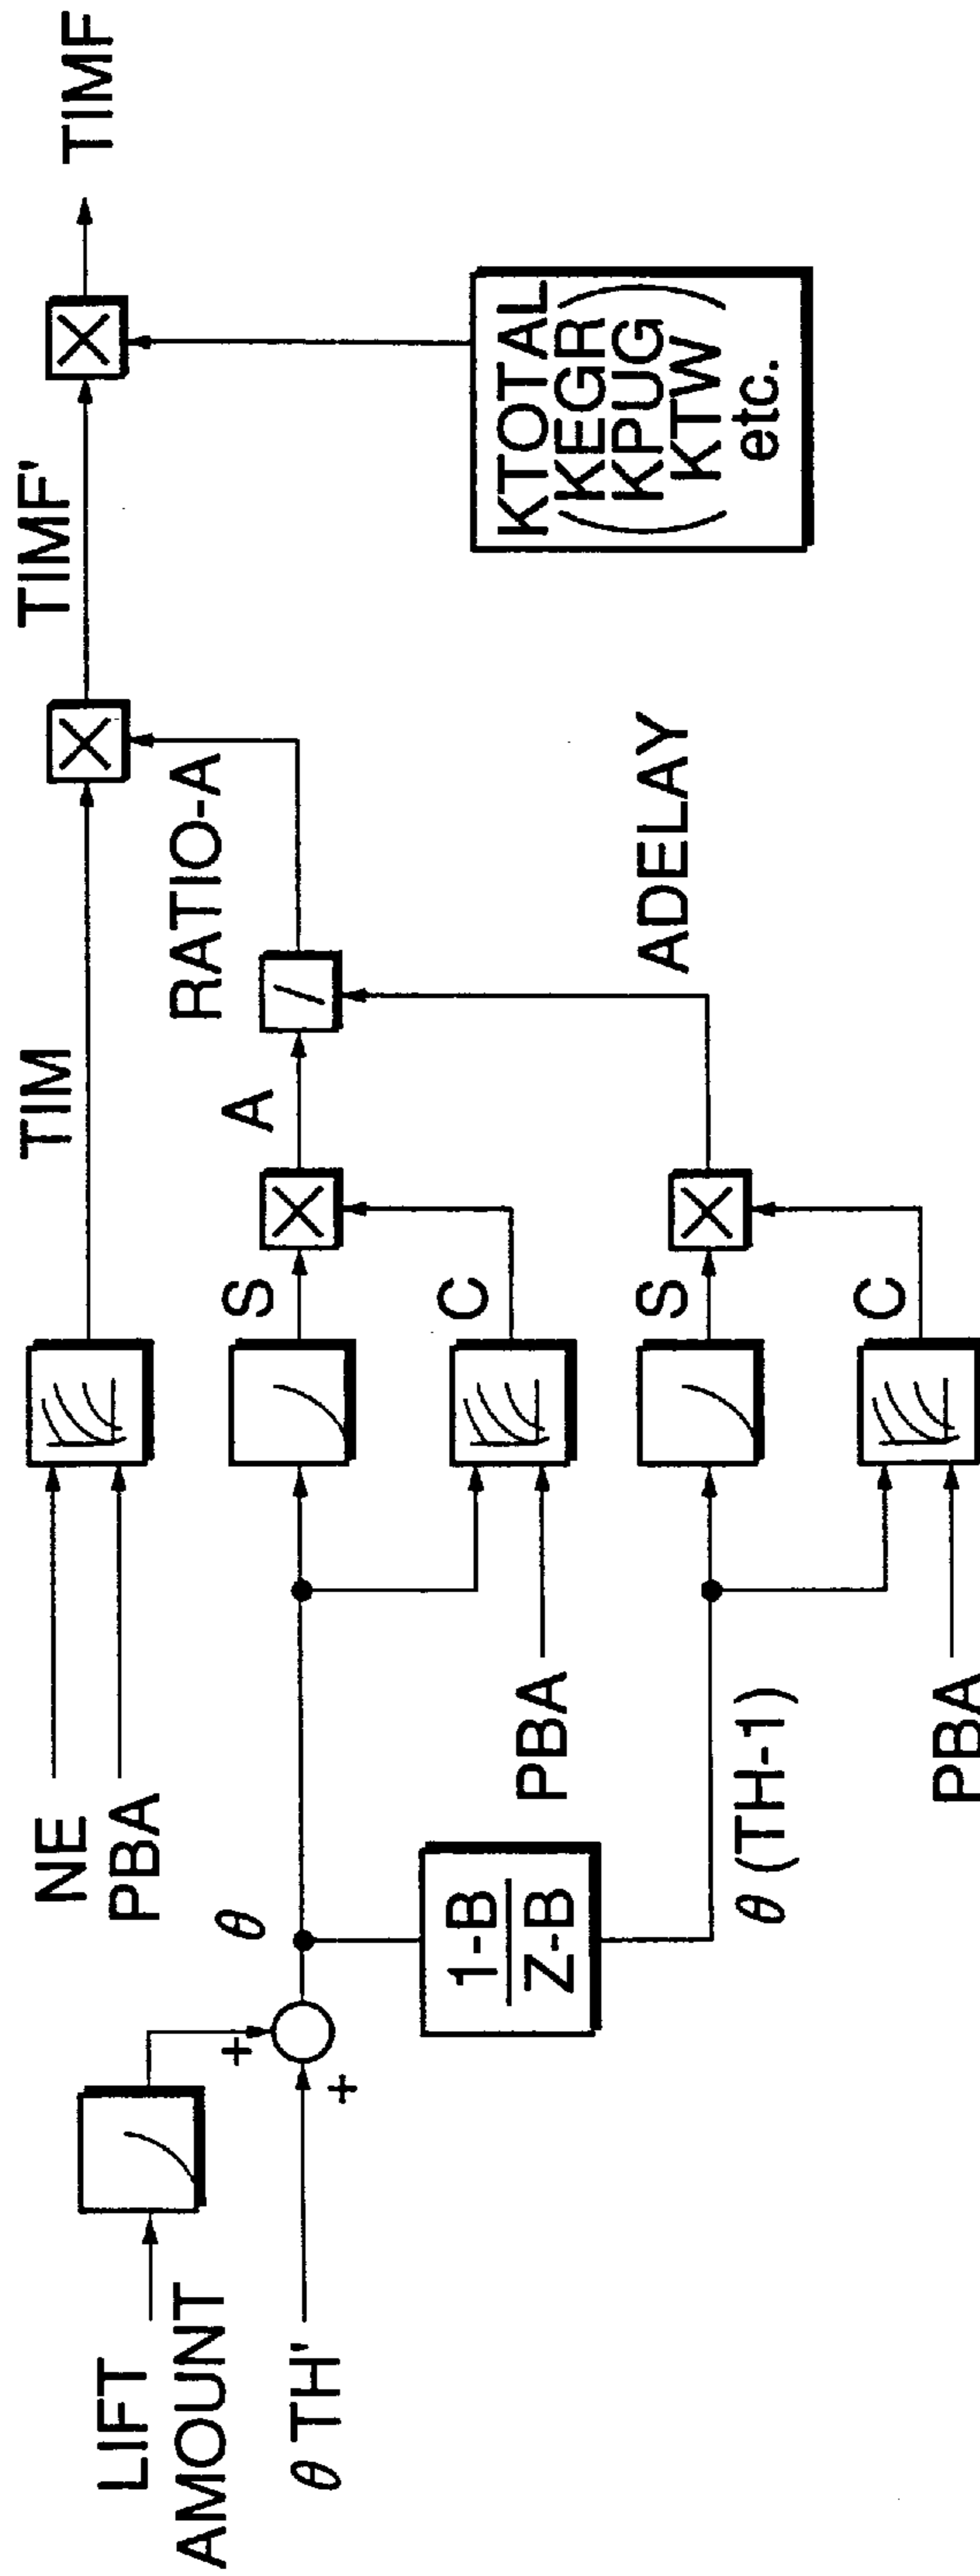 LIFT
AMOUNT
θ TH'
+
+
θ
NE
PBA
1-B
Z-B
θ (TH-1)
PBA
PBA
S
C
S
C
TIM
A
/
RATIO-A
ADELAY
TIMF'
KTOTAL
(KEGR
KPUG
KTW)
etc.
TIMF